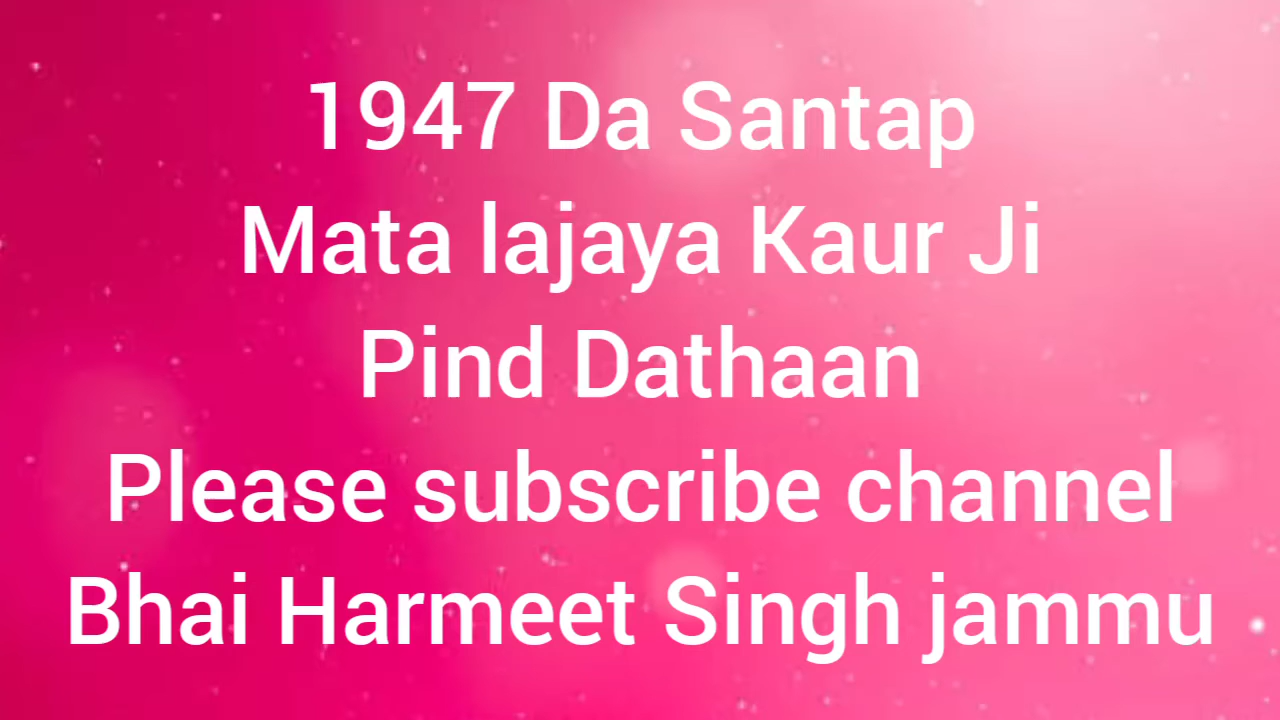 1947 Da Santap
Mata lajaya Kaur Ji
Pind Dathaan
Please subscribe channel
Bhai Harmeet Singh jammu